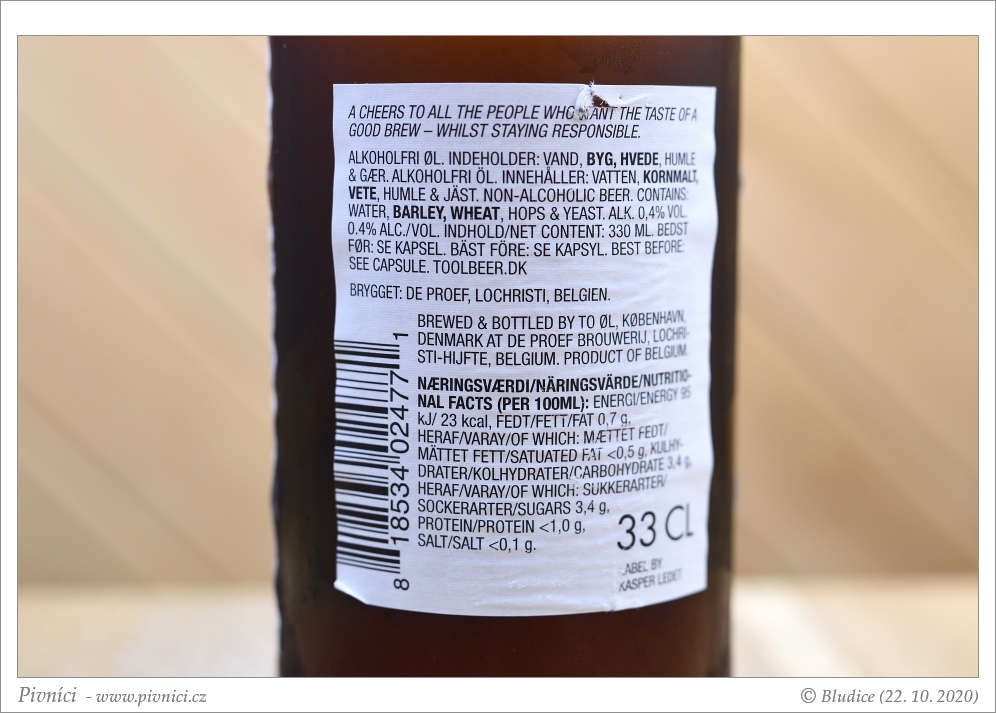 A CHEERS TO ALL THE PEOPLE WHO WANT THE TASTE OF A
GOOD BREW – WHILST STAYING RESPONSIBLE.
ALKOHOLFRI ØL. INDEHOLDER: VAND, BYG, HVEDE, HUMLE
& GÆR. ALKOHOLFRI ÖL. INNEHÅLLER: VATTEN, KORNMALT,
VETE, HUMLE & JÄST. NON-ALCOHOLIC BEER. CONTAINS:
WATER, BARLEY, WHEAT, HOPS & YEAST. ALK. 0,4% VOL.
0.4% ALC./VOL. INDHOLD/NET CONTENT: 330 ML. BEDST
FØR: SE KAPSEL. BÄST FÖRE: SE KAPSYL. BEST BEFORE:
SEE CAPSULE. TOOLBEER.DK
BRYGGET: DE PROEF, LOCHRISTI, BELGIEN.
BREWED & BOTTLED BY TO ØL, KØBENHAVN,
DENMARK AT DE PROEF BROUWERIJ, LOCHRI-
STI-HIJFTE, BELGIUM. PRODUCT OF BELGIUM.
NÆRINGSVÆRDI/NÄRINGSVÄRDE/NUTRITIO-
NAL FACTS (PER 100ML): ENERGI/ENERGY 95
kJ/ 23 kcal, FEDT/FETT/FAT 0,7 g,
HERAF/VARAY/OF WHICH: MÆTTET FEDT/
MÄTTET FETT/SATUATED FAT <0,5 g, KULHY-
DRATER/KOLHYDRATER/CARBOHYDRATE 3,4 g,
HERAF/VARAY/OF WHICH: SUKKERARTER/
SOCKERARTER/SUGARS 3,4 g,
PROTEIN/PROTEIN <1,0 g,
SALT/SALT <0,1 g.
33 CL
LABEL BY
KASPER LEDET
8 18534 02477 1
Pivníci - www.pivnici.cz
© Bludice (22. 10. 2020)